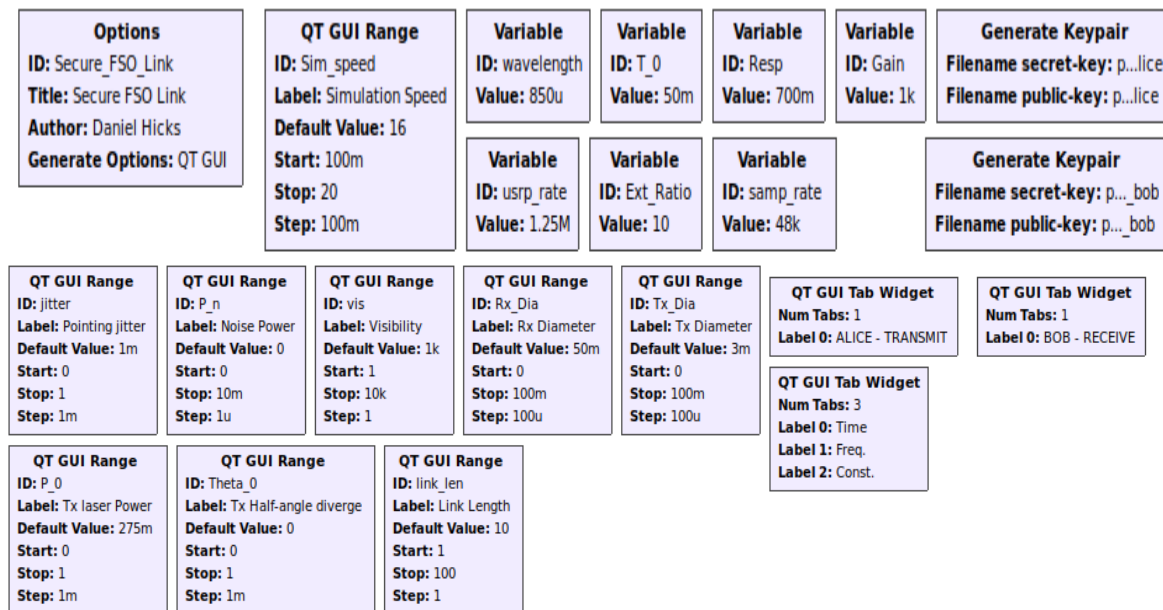 Options
ID: Secure_FSO_Link
Title: Secure FSO Link
Author: Daniel Hicks
Generate Options: QT GUI
QT GUI Range
ID: Sim_speed
Label: Simulation Speed
Default Value: 16
Start: 100m
Stop: 20
Step: 100m
Variable
ID: wavelength
Value: 850u
Variable
ID: T_0
Value: 50m
Variable
ID: Resp
Value: 700m
Variable
ID: Gain
Value: 1k
Generate Keypair
Filename secret-key: p...lice
Filename public-key: p...lice
Variable
ID: usrp_rate
Value: 1.25M
Variable
ID: Ext_Ratio
Value: 10
Variable
ID: samp_rate
Value: 48k
Generate Keypair
Filename secret-key: p..._bob
Filename public-key: p..._bob
QT GUI Range
ID: jitter
Label: Pointing jitter
Default Value: 1m
Start: 0
Stop: 1
Step: 1m
QT GUI Range
ID: P_n
Label: Noise Power
Default Value: 0
Start: 0
Stop: 10m
Step: 1u
QT GUI Range
ID: vis
Label: Visibility
Default Value: 1k
Start: 1
Stop: 10k
Step: 1
QT GUI Range
ID: Rx_Dia
Label: Rx Diameter
Default Value: 50m
Start: 0
Stop: 100m
Step: 100u
QT GUI Range
ID: Tx_Dia
Label: Tx Diameter
Default Value: 3m
Start: 0
Stop: 100m
Step: 100u
QT GUI Tab Widget
Num Tabs: 1
Label 0: ALICE - TRANSMIT
QT GUI Tab Widget
Num Tabs: 1
Label 0: BOB - RECEIVE
QT GUI Tab Widget
Num Tabs: 3
Label 0: Time
Label 1: Freq.
Label 2: Const.
QT GUI Range
ID: P_0
Label: Tx laser Power
Default Value: 275m
Start: 0
Stop: 1
Step: 1m
QT GUI Range
ID: Theta_0
Label: Tx Half-angle diverge
Default Value: 0
Start: 0
Stop: 1
Step: 1m
QT GUI Range
ID: link_len
Label: Link Length
Default Value: 10
Start: 1
Stop: 100
Step: 1